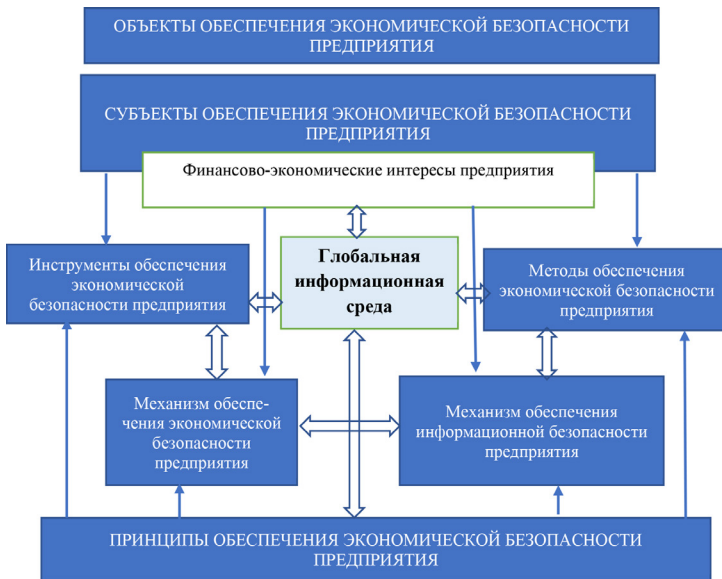 ОБЪЕКТЫ ОБЕСПЕЧЕНИЯ ЭКОНОМИЧЕСКОЙ БЕЗОПАСНОСТИ
ПРЕДПРИЯТИЯ
СУБЪЕКТЫ ОБЕСПЕЧЕНИЯ ЭКОНОМИЧЕСКОЙ БЕЗОПАСНОСТИ
ПРЕДПРИЯТИЯ
Финансово-экономические интересы предприятия
Инструменты обеспечения
экономической
безопасности предприятия
Глобальная
информационная
среда
Методы обеспечения
экономической безопасности
предприятия
Механизм обеспе-
чения экономической
безопасности
предприятия
Механизм обеспечения
информационной безопасности
предприятия
ПРИНЦИПЫ ОБЕСПЕЧЕНИЯ ЭКОНОМИЧЕСКОЙ БЕЗОПАСНОСТИ
ПРЕДПРИЯТИЯ